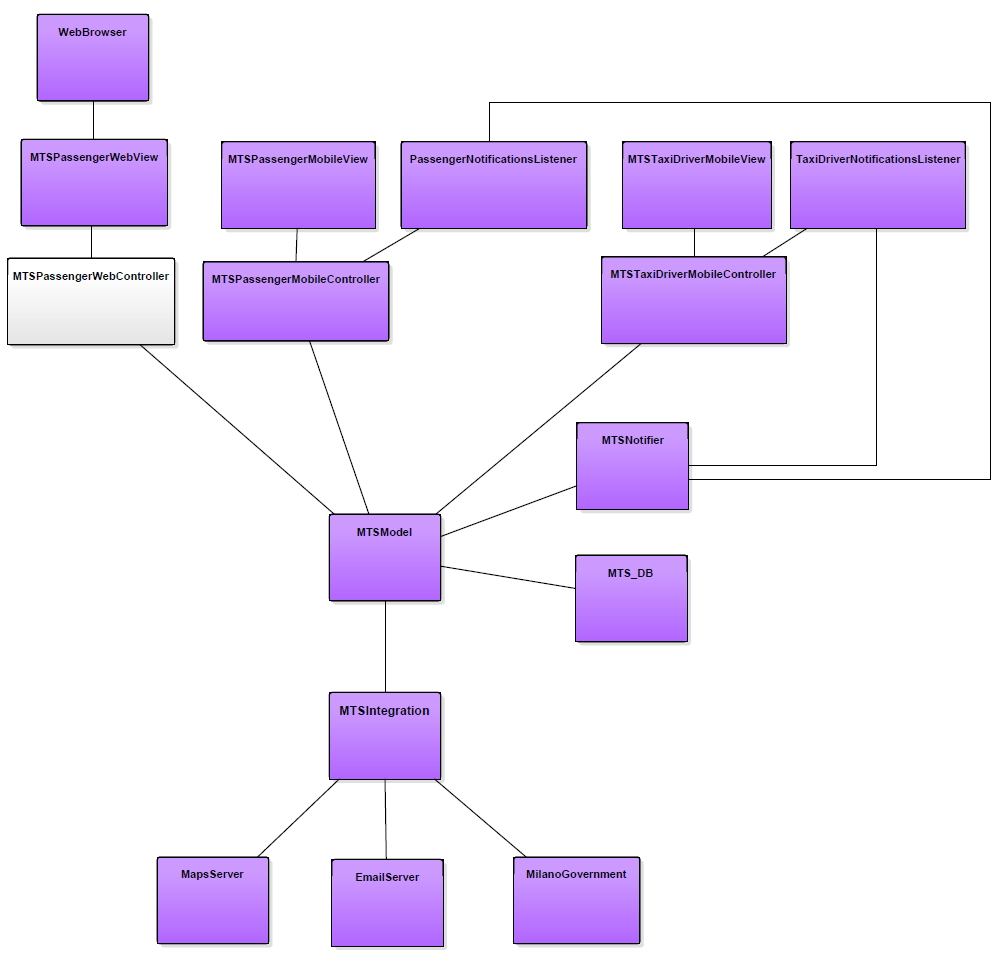 WebBrowser
MTSPassengerWebView
MTSPassengerMobileView
PassengerNotificationsListener
MTSTaxiDriverMobileView
TaxiDriverNotificationsListener
MTSPassengerWebController
MTSPassengerMobileController
MTSTaxiDriverMobileController
MTSNotifier
MTSModel
MTS_DB
MTSIntegration
MapsServer
EmailServer
MilanoGovernment